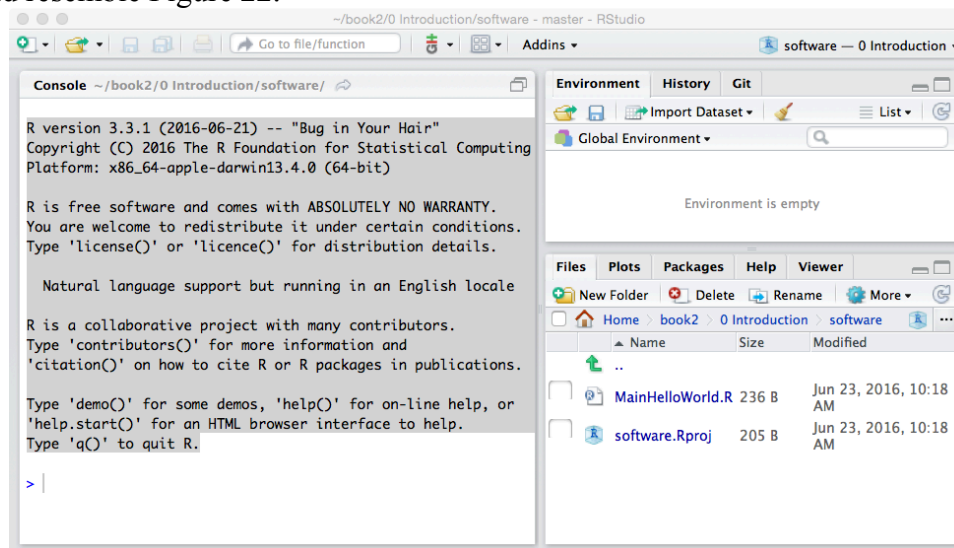 resemble Figure 22.
~/book2/0 Introduction/software - master - RStudio
Go to file/function
Addins
software — 0 Introduction
Console ~/book2/0 Introduction/software/
R version 3.3.1 (2016-06-21) -- "Bug in Your Hair"
Copyright (C) 2016 The R Foundation for Statistical Computing
Platform: x86_64-apple-darwin13.4.0 (64-bit)
R is free software and comes with ABSOLUTELY NO WARRANTY.
You are welcome to redistribute it under certain conditions.
Type 'license()' or 'licence()' for distribution details.
Natural language support but running in an English locale
R is a collaborative project with many contributors.
Type 'contributors()' for more information and
'citation()' on how to cite R or R packages in publications.
Type 'demo()' for some demos, 'help()' for on-line help, or
'help.start()' for an HTML browser interface to help.
Type 'q()' to quit R.
>
Environment History Git
Import Dataset List
Global Environment
Environment is empty
Files Plots Packages Help Viewer
New Folder Delete Rename More
Home book2 0 Introduction software ...
Name Size Modified
..
MainHelloWorld.R 236 B Jun 23, 2016, 10:18
AM
software.Rproj 205 B Jun 23, 2016, 10:18
AM